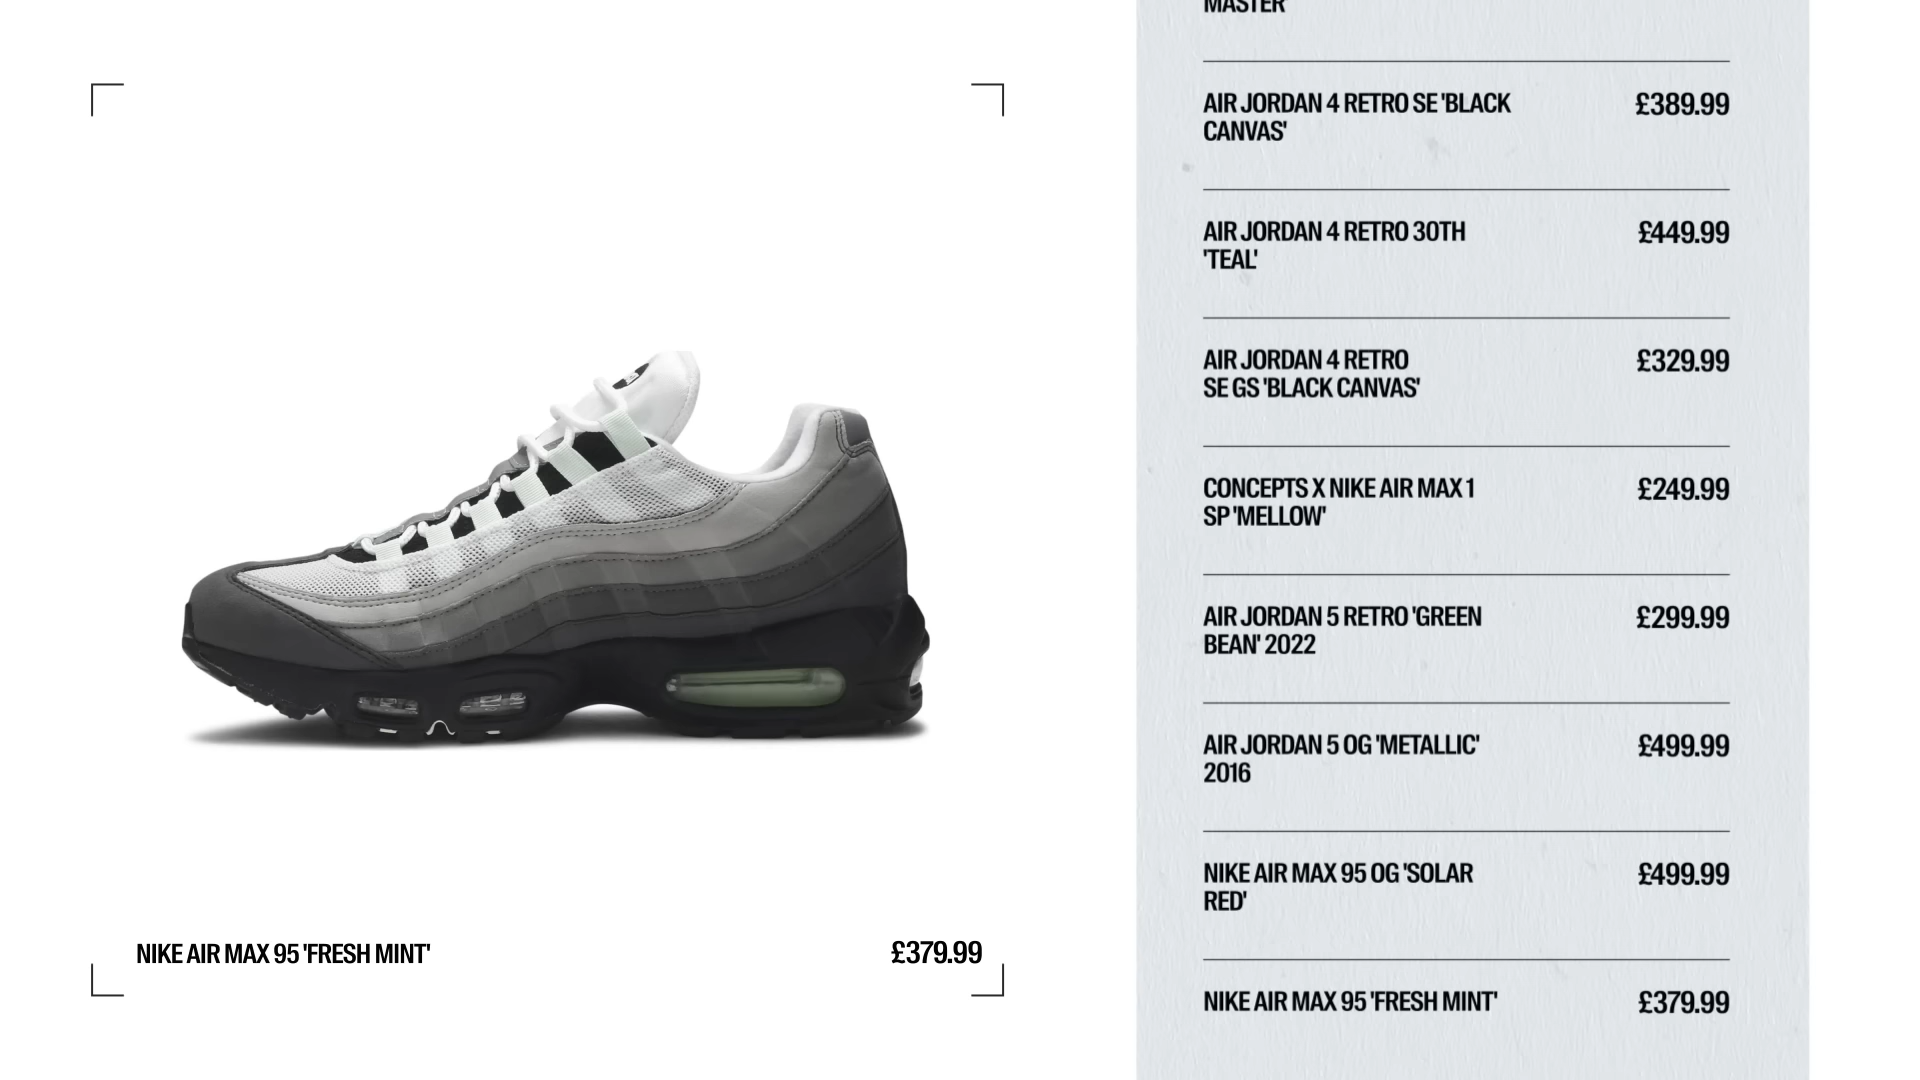 NIKE AIR MAX 95 'FRESH MINT'
£379.99
MASTER
AIR JORDAN 4 RETRO SE 'BLACK
CANVAS'
£389.99
AIR JORDAN 4 RETRO 30TH
'TEAL'
£449.99
AIR JORDAN 4 RETRO
SE GS 'BLACK CANVAS'
£329.99
CONCEPTS X NIKE AIR MAX 1
SP 'MELLOW'
£249.99
AIR JORDAN 5 RETRO 'GREEN
BEAN' 2022
£299.99
AIR JORDAN 5 OG 'METALLIC'
2016
£499.99
NIKE AIR MAX 95 OG 'SOLAR
RED'
£499.99
NIKE AIR MAX 95 'FRESH MINT'
£379.99